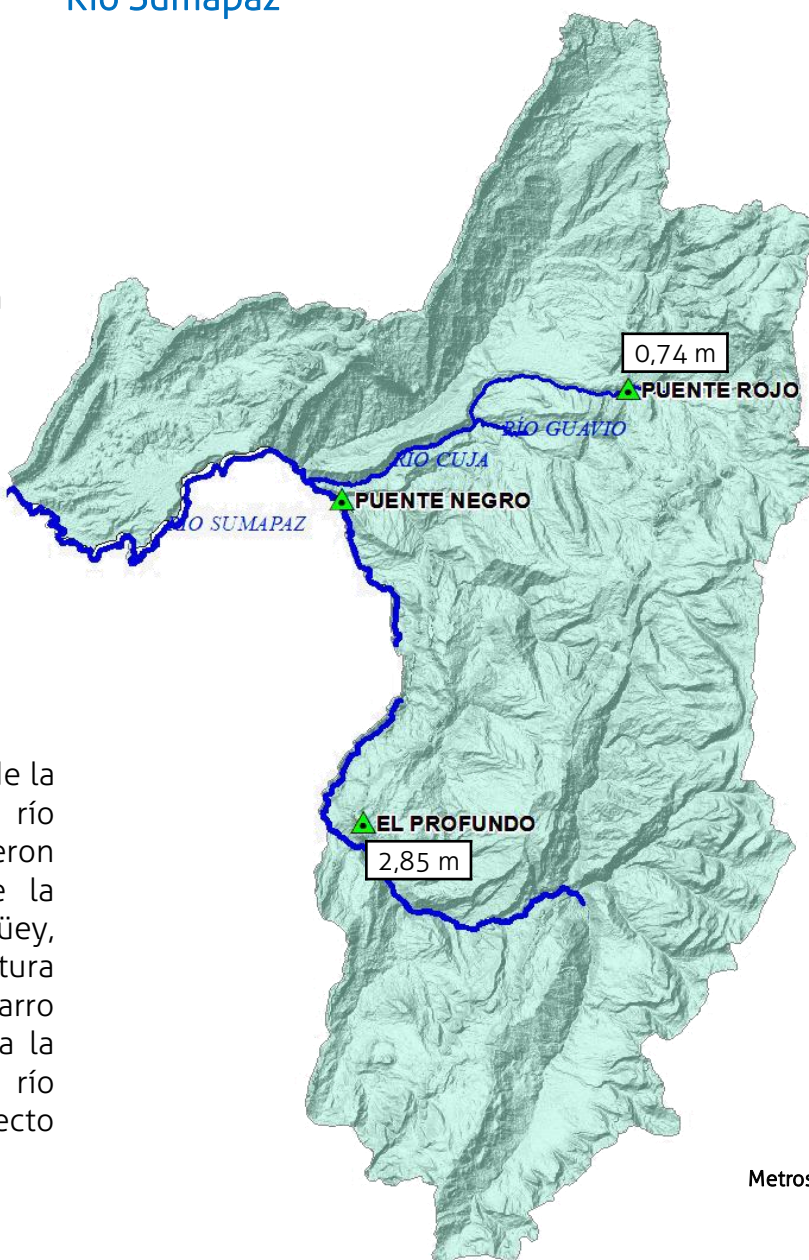 Río Sumapaz
0,74 m
PUENTE ROJO
RÍO GUAVIO
RÍO CUJA
PUENTE NEGRO
RÍO SUMAPAZ
EL PROFUNDO
2,85 m
de la
río
eron
e la
üey,
tura
arro
a la
río
ecto
Metros